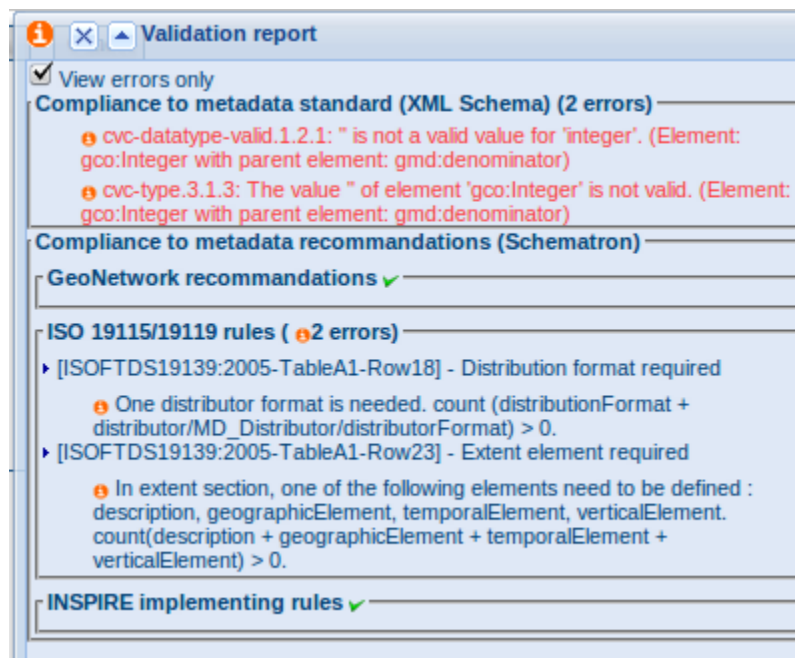 Validation report
View errors only
Compliance to metadata standard (XML Schema) (2 errors)
cvc-datatype-valid.1.2.1: '' is not a valid value for 'integer'. (Element:
gco:Integer with parent element: gmd:denominator)
cvc-type.3.1.3: The value '' of element 'gco:Integer' is not valid. (Element:
gco:Integer with parent element: gmd:denominator)
Compliance to metadata recommandations (Schematron)
GeoNetwork recommandations
ISO 19115/19119 rules ( 2 errors)
[ISOFTDS19139:2005-TableA1-Row18] - Distribution format required
One distributor format is needed. count (distributionFormat +
distributor/MD_Distributor/distributorFormat) > 0.
[ISOFTDS19139:2005-TableA1-Row23] - Extent element required
In extent section, one of the following elements need to be defined :
description, geographicElement, temporalElement, verticalElement.
count(description + geographicElement + temporalElement +
verticalElement) > 0.
INSPIRE implementing rules